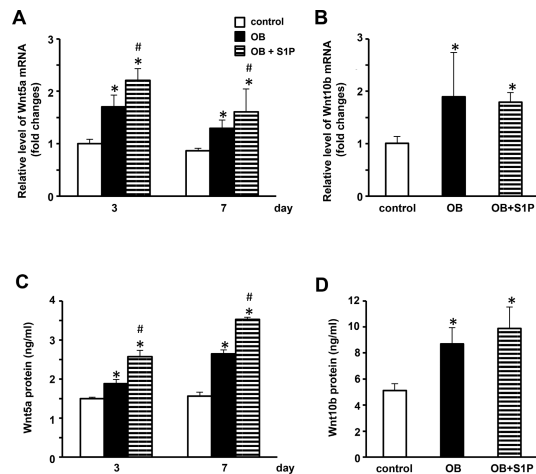 A
control
OB
OB + S1P
Relative level of Wnt5a mRNA
(fold changes)
3
2
1
0
*
*
#
*
*
#
3
7
day
B
Relative level of Wnt10b mRNA
(fold changes)
3
2
1
0
*
*
control
OB
OB+S1P
C
Wnt5a protein (ng/ml)
4
3
2
1
0
*
#
*
*
#
*
3
7
day
D
Wnt10b protein (ng/ml)
12
10
8
6
4
2
0
*
*
control
OB
OB+S1P